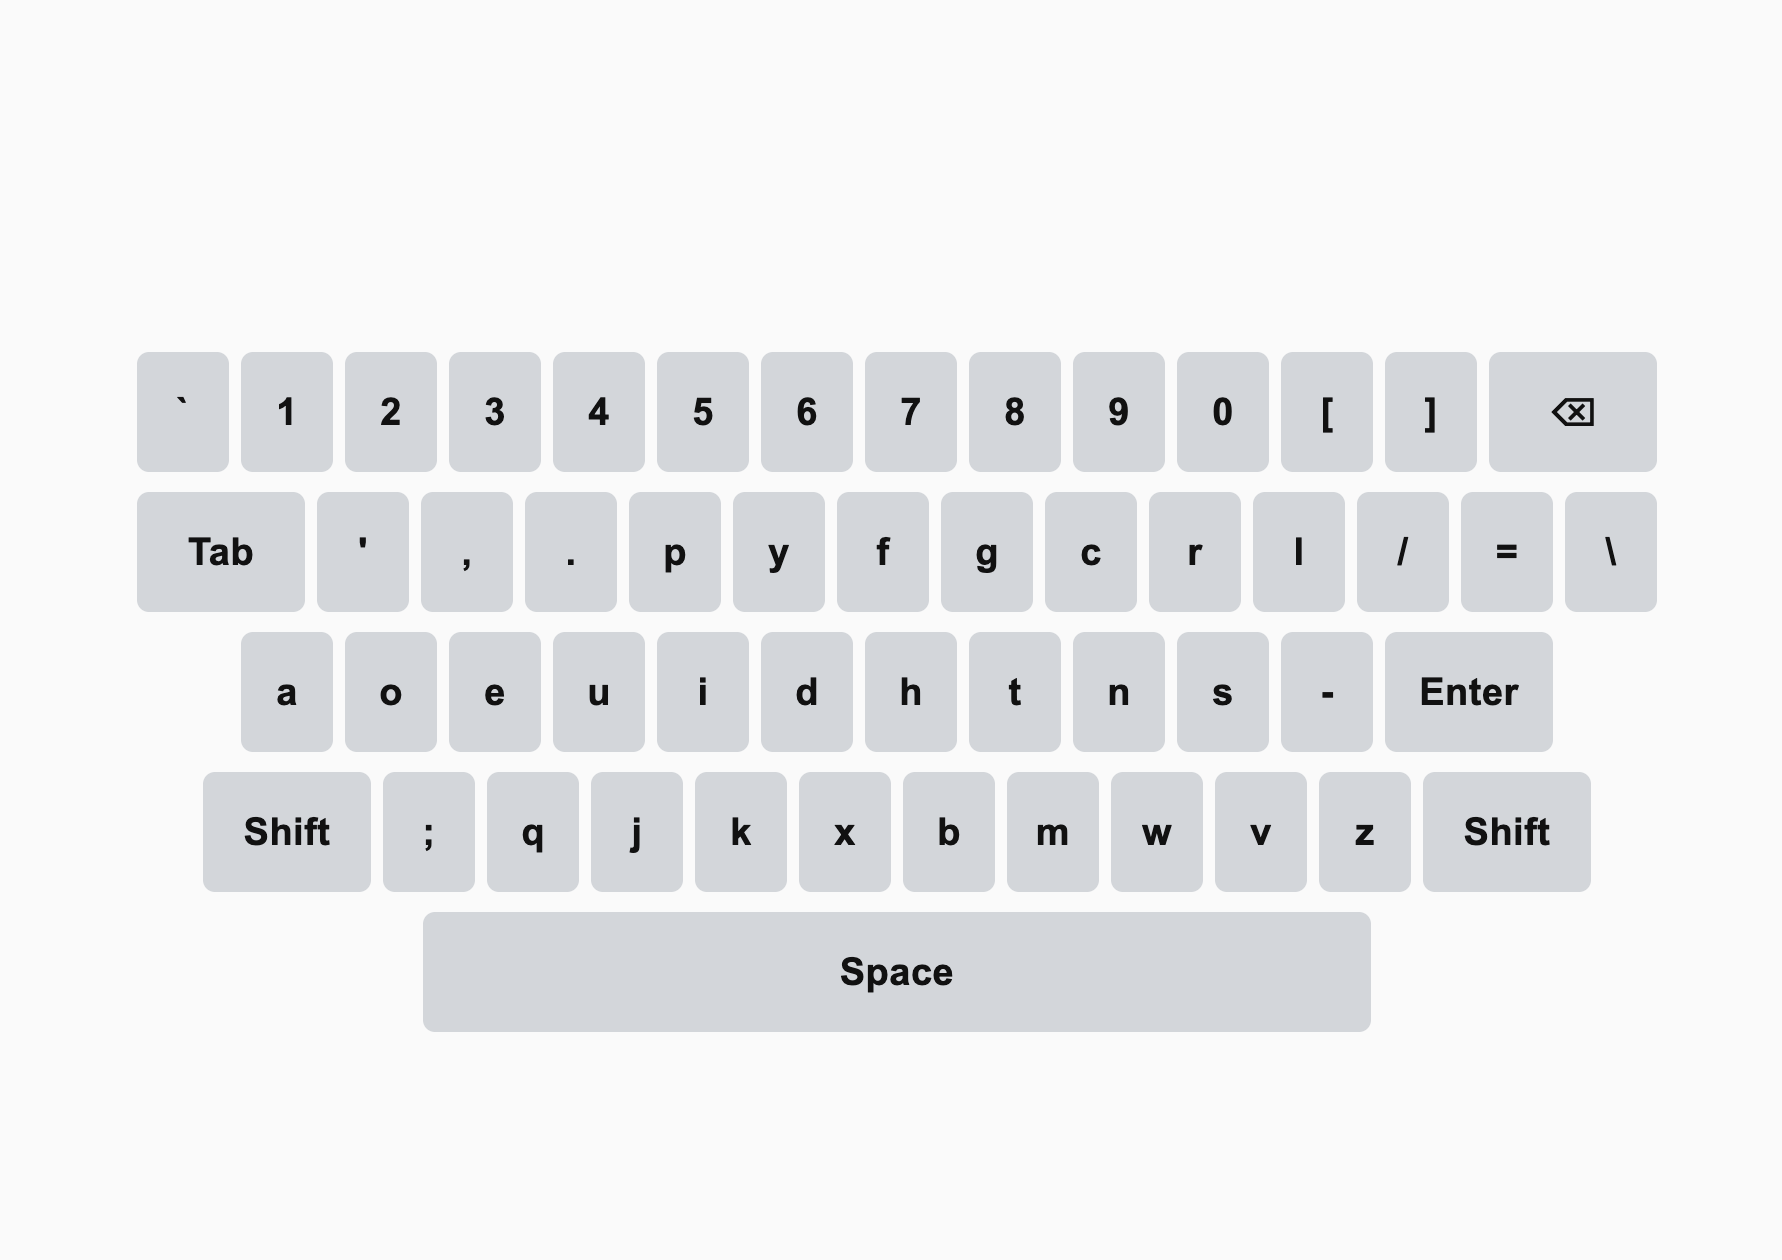 ` 1 2 3 4 5 6 7 8 9 0 [ ] ⌫
Tab ' , . p y f g c r l / = \
a o e u i d h t n s - Enter
Shift ; q j k x b m w v z Shift
Space